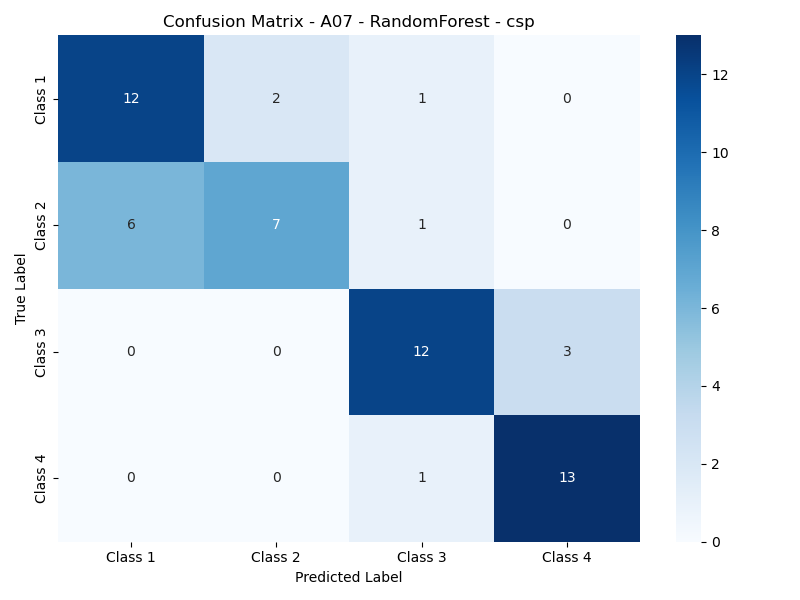 Confusion Matrix - A07 - RandomForest - csp
True Label
Class 1
12 2 1 0
Class 2
6 7 1 0
Class 3
0 0 12 3
Class 4
0 0 1 13
Class 1 Class 2 Class 3 Class 4
Predicted Label
12
10
8
6
4
2
0